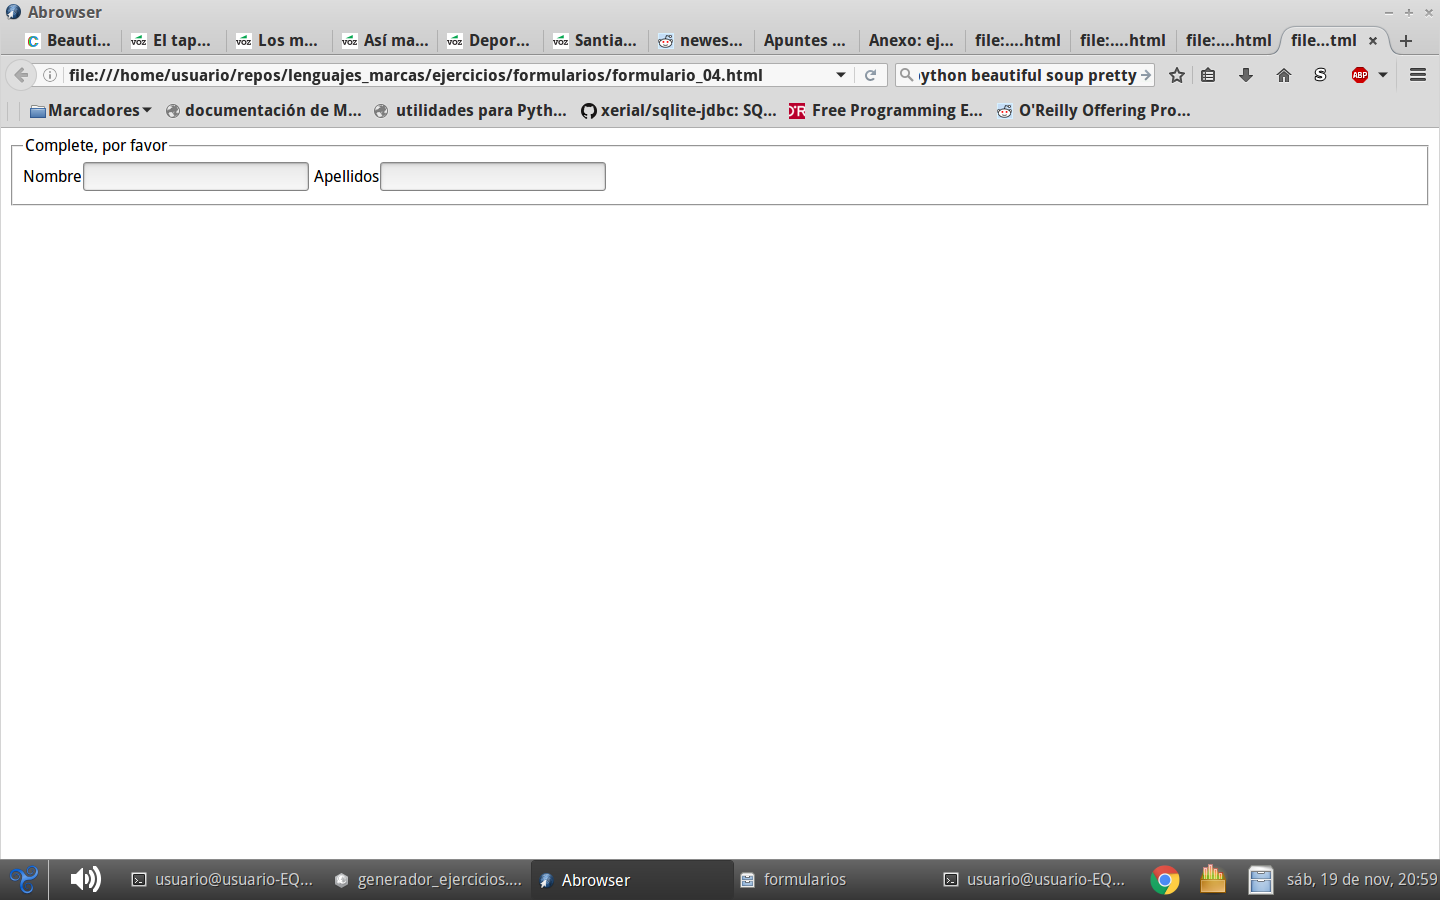 Abrowser
Beauti... El tap... Los m... Así ma... Depor... Santia... newes... Apuntes ... Anexo: ej... file:....html file:....html file:....html file...tml
file:///home/usuario/repos/lenguajes_marcas/ejercicios/formularios/formulario_04.html ython beautiful soup pretty
Marcadores documentación de M... utilidades para Pyth... xerial/sqlite-jdbc: SQ... Free Programming E... O'Reilly Offering Pro...
Complete, por favor
Nombre Apellidos
usuario@usuario-EQ... generador_ejercicios.... Abrowser formularios usuario@usuario-EQ... sáb, 19 de nov, 20:59